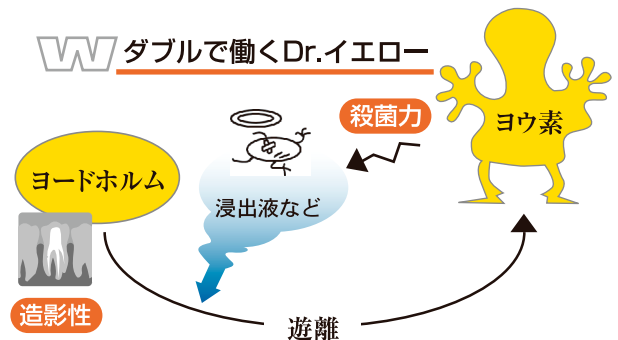 W ダブルで働くDr.イエロー
殺菌力
ヨウ素
ヨードホルム
浸出液など
造影性
遊離